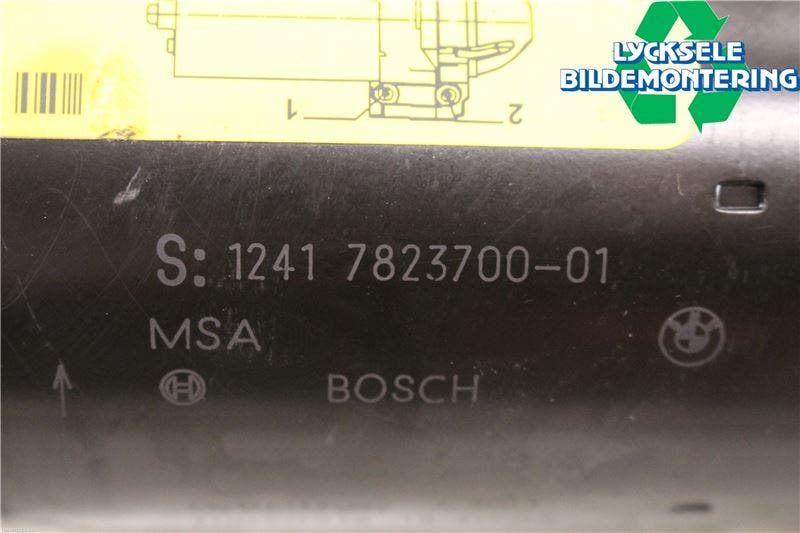 LYCKSELE
BILDEMONTERING
1 2
S: 1241 7823700-01
MSA
BOSCH